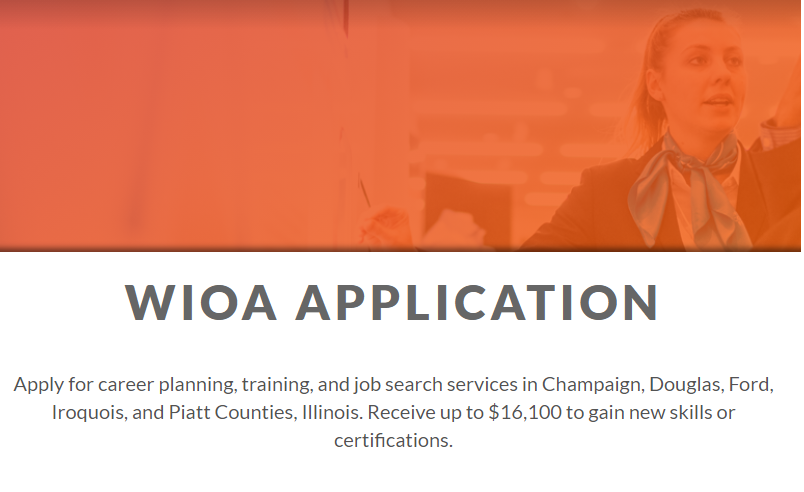 WIOA APPLICATION
Apply for career planning, training, and job search services in Champaign, Douglas, Ford,
Iroquois, and Piatt Counties, Illinois. Receive up to $16,100 to gain new skills or
certifications.